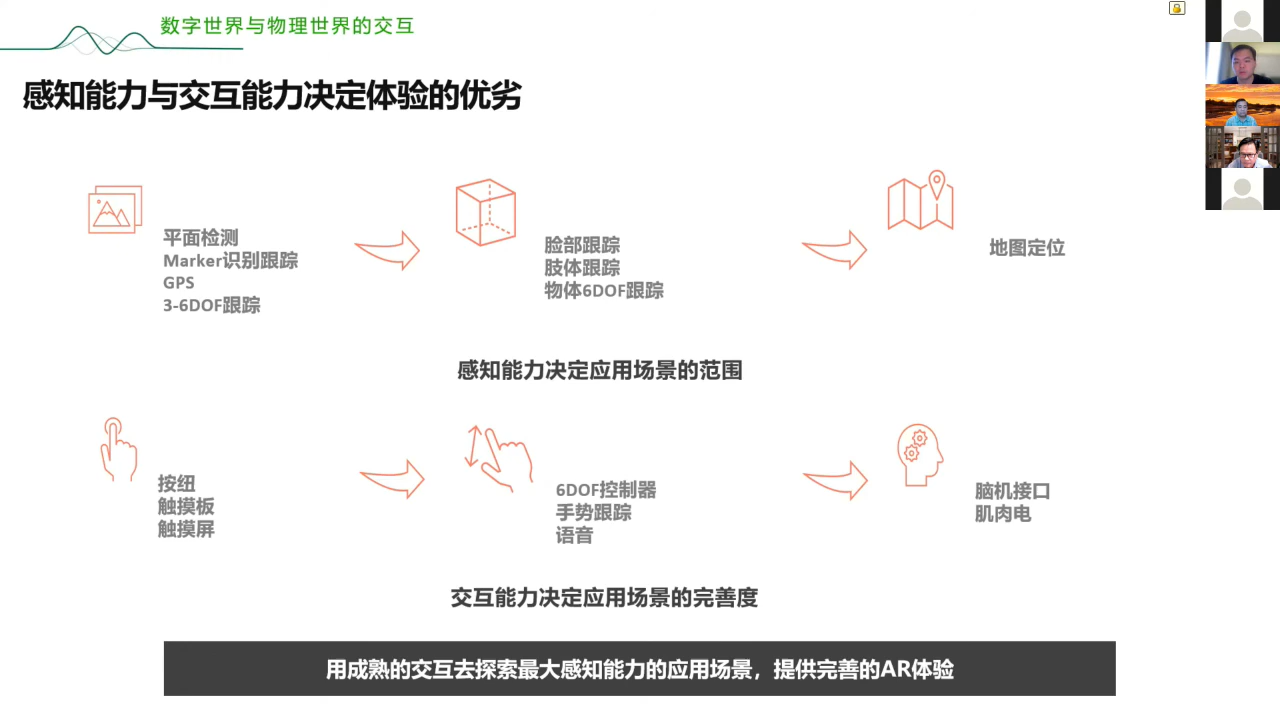 数字世界与物理世界的交互
感知能力与交互能力决定体验的优劣
平面检测
Marker识别跟踪
GPS
3-6DOF跟踪
脸部跟踪
肢体跟踪
物体6DOF跟踪
地图定位
感知能力决定应用场景的范围
按纽
触摸板
触摸屏
6DOF控制器
手势跟踪
语音
脑机接口
肌肉电
交互能力决定应用场景的完善度
用成熟的交互去探索最大感知能力的应用场景，提供完善的AR体验